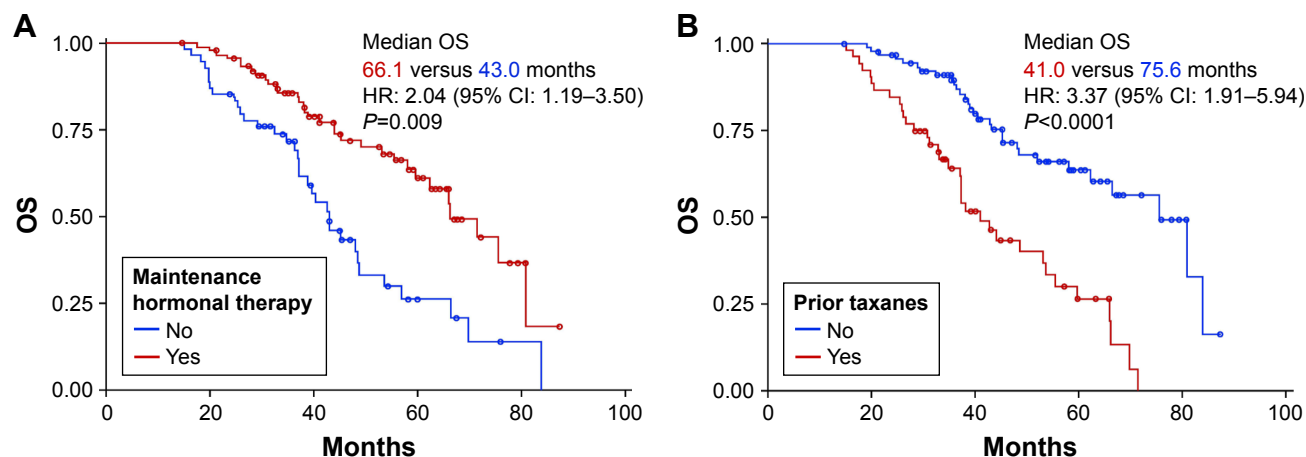 A
Median OS
66.1 versus 43.0 months
HR: 2.04 (95% CI: 1.19–3.50)
P=0.009
1.00
0.75
0.50
0.25
0.00
OS
Maintenance
hormonal therapy
No
Yes
0 20 40 60 80 100
Months
B
Median OS
41.0 versus 75.6 months
HR: 3.37 (95% CI: 1.91–5.94)
P<0.0001
1.00
0.75
0.50
0.25
0.00
OS
Prior taxanes
No
Yes
0 20 40 60 80 100
Months